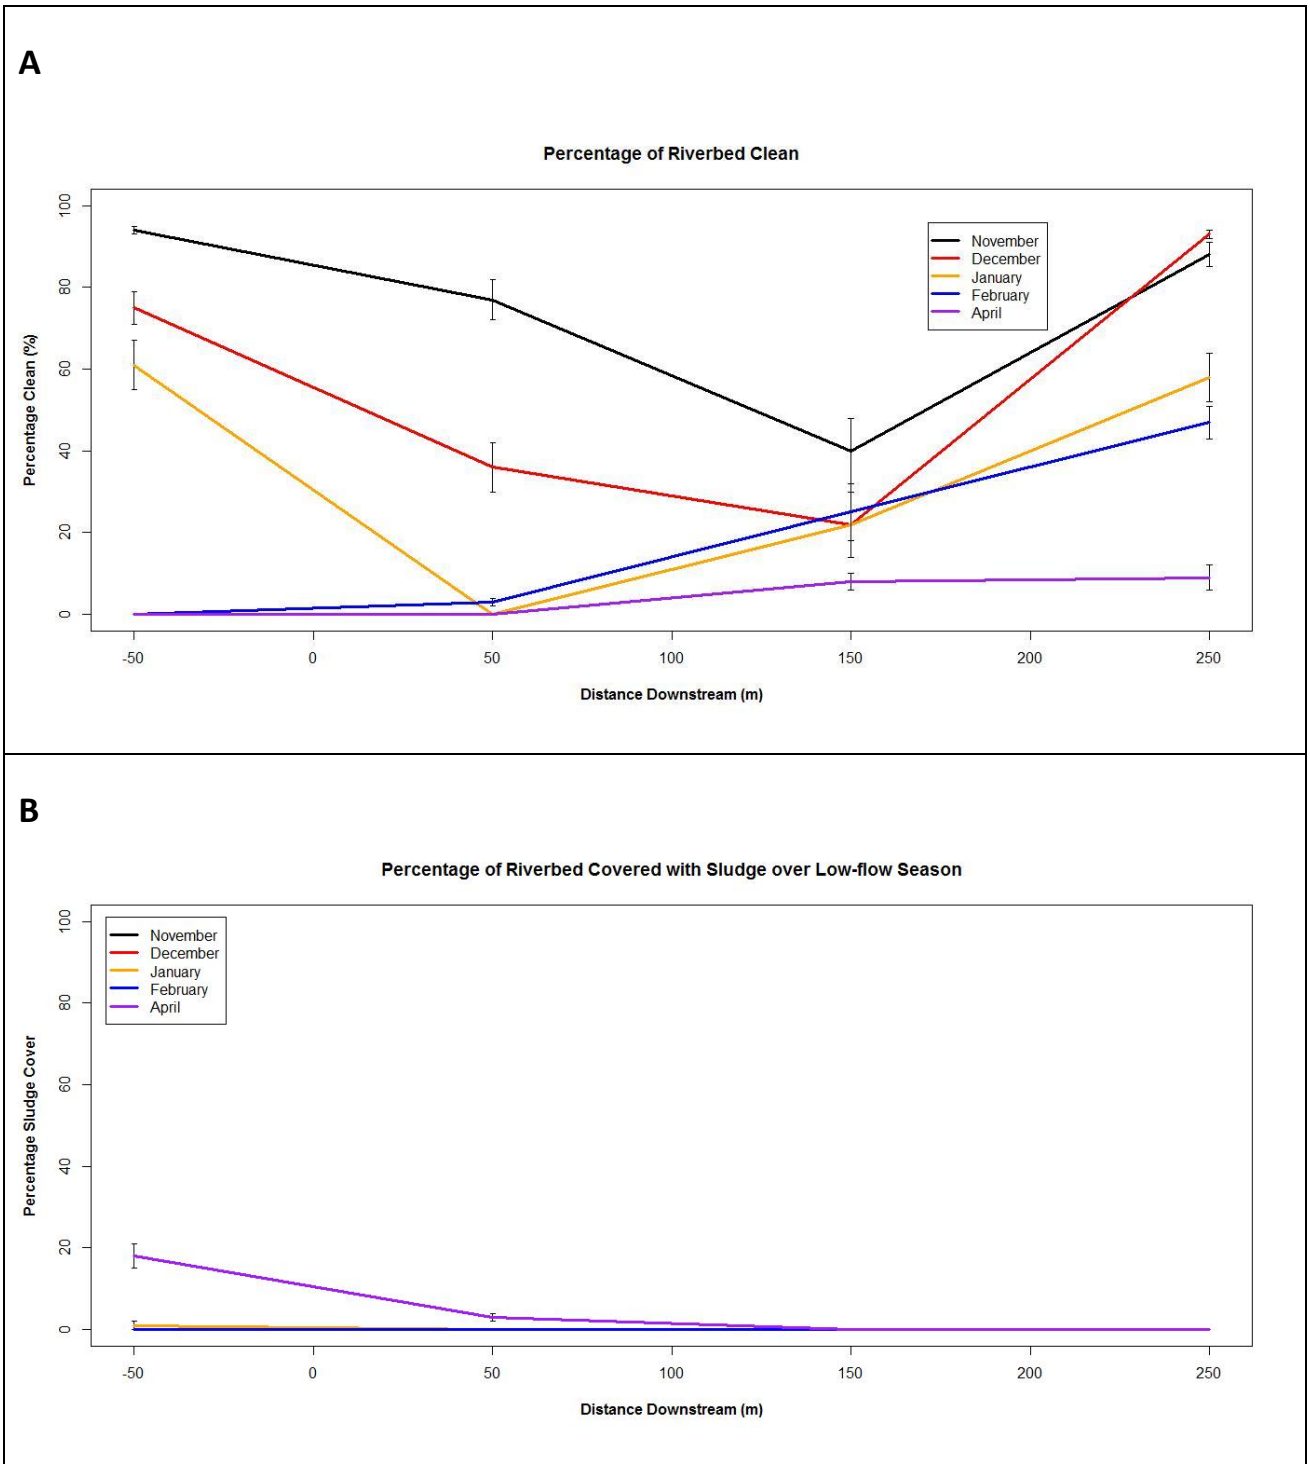 A
Percentage of Riverbed Clean
Percentage Clean (%)
100
80
60
40
20
0
November
December
January
February
April
-50 0 50 100 150 200 250
Distance Downstream (m)
B
Percentage of Riverbed Covered with Sludge over Low-flow Season
Percentage Sludge Cover
100
80
60
40
20
0
November
December
January
February
April
-50 0 50 100 150 200 250
Distance Downstream (m)